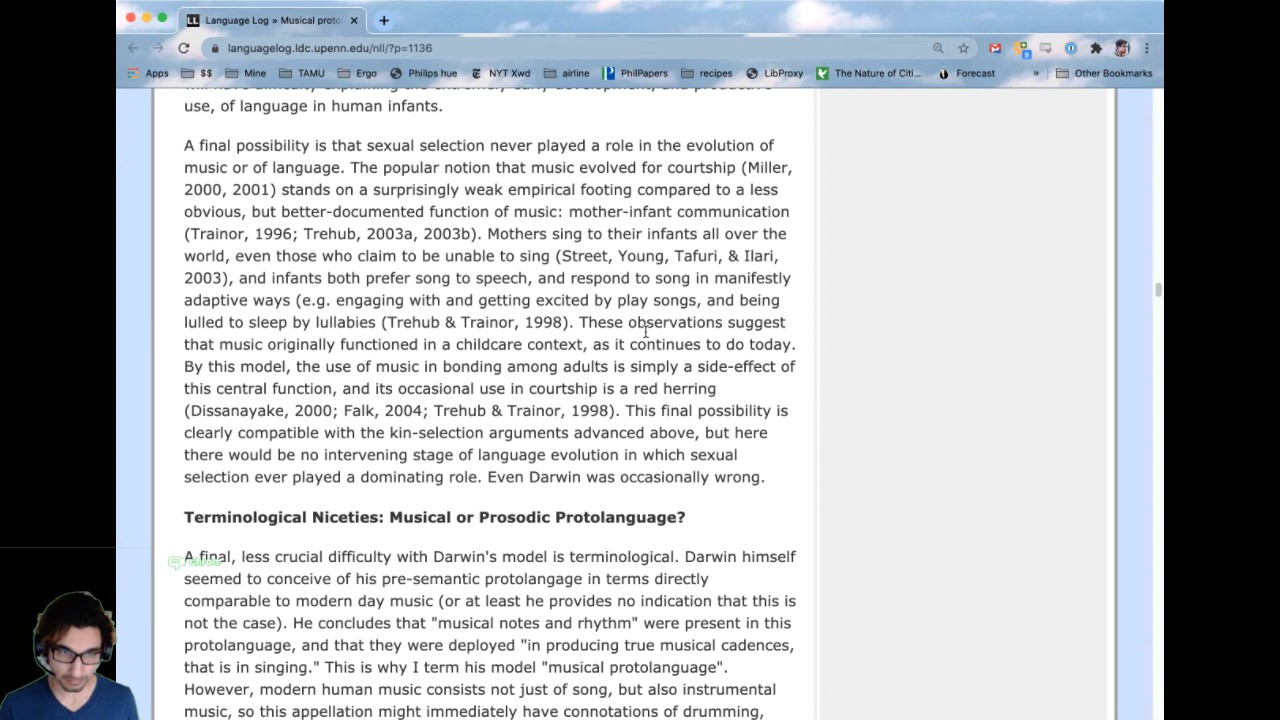 Language Log » Musical proto
languagelog.ldc.upenn.edu/nll/?p=1136
Apps $$ Mine TAMU Ergo Philips hue NYT Xwd airline PhilPapers recipes LibProxy The Nature of Citi... Forecast » Other Bookmarks
use, of language in human infants.
A final possibility is that sexual selection never played a role in the evolution of
music or of language. The popular notion that music evolved for courtship (Miller,
2000, 2001) stands on a surprisingly weak empirical footing compared to a less
obvious, but better-documented function of music: mother-infant communication
(Trainor, 1996; Trehub, 2003a, 2003b). Mothers sing to their infants all over the
world, even those who claim to be unable to sing (Street, Young, Tafuri, & Ilari,
2003), and infants both prefer song to speech, and respond to song in manifestly
adaptive ways (e.g. engaging with and getting excited by play songs, and being
lulled to sleep by lullabies (Trehub & Trainor, 1998). These observations suggest
that music originally functioned in a childcare context, as it continues to do today.
By this model, the use of music in bonding among adults is simply a side-effect of
this central function, and its occasional use in courtship is a red herring
(Dissanayake, 2000; Falk, 2004; Trehub & Trainor, 1998). This final possibility is
clearly compatible with the kin-selection arguments advanced above, but here
there would be no intervening stage of language evolution in which sexual
selection ever played a dominating role. Even Darwin was occasionally wrong.
Terminological Niceties: Musical or Prosodic Protolanguage?
A final, less crucial difficulty with Darwin's model is terminological. Darwin himself
seemed to conceive of his pre-semantic protolangage in terms directly
comparable to modern day music (or at least he provides no indication that this is
not the case). He concludes that "musical notes and rhythm" were present in this
protolanguage, and that they were deployed "in producing true musical cadences,
that is in singing." This is why I term his model "musical protolanguage".
However, modern human music consists not just of song, but also instrumental
music, so this appellation might immediately have connotations of drumming,